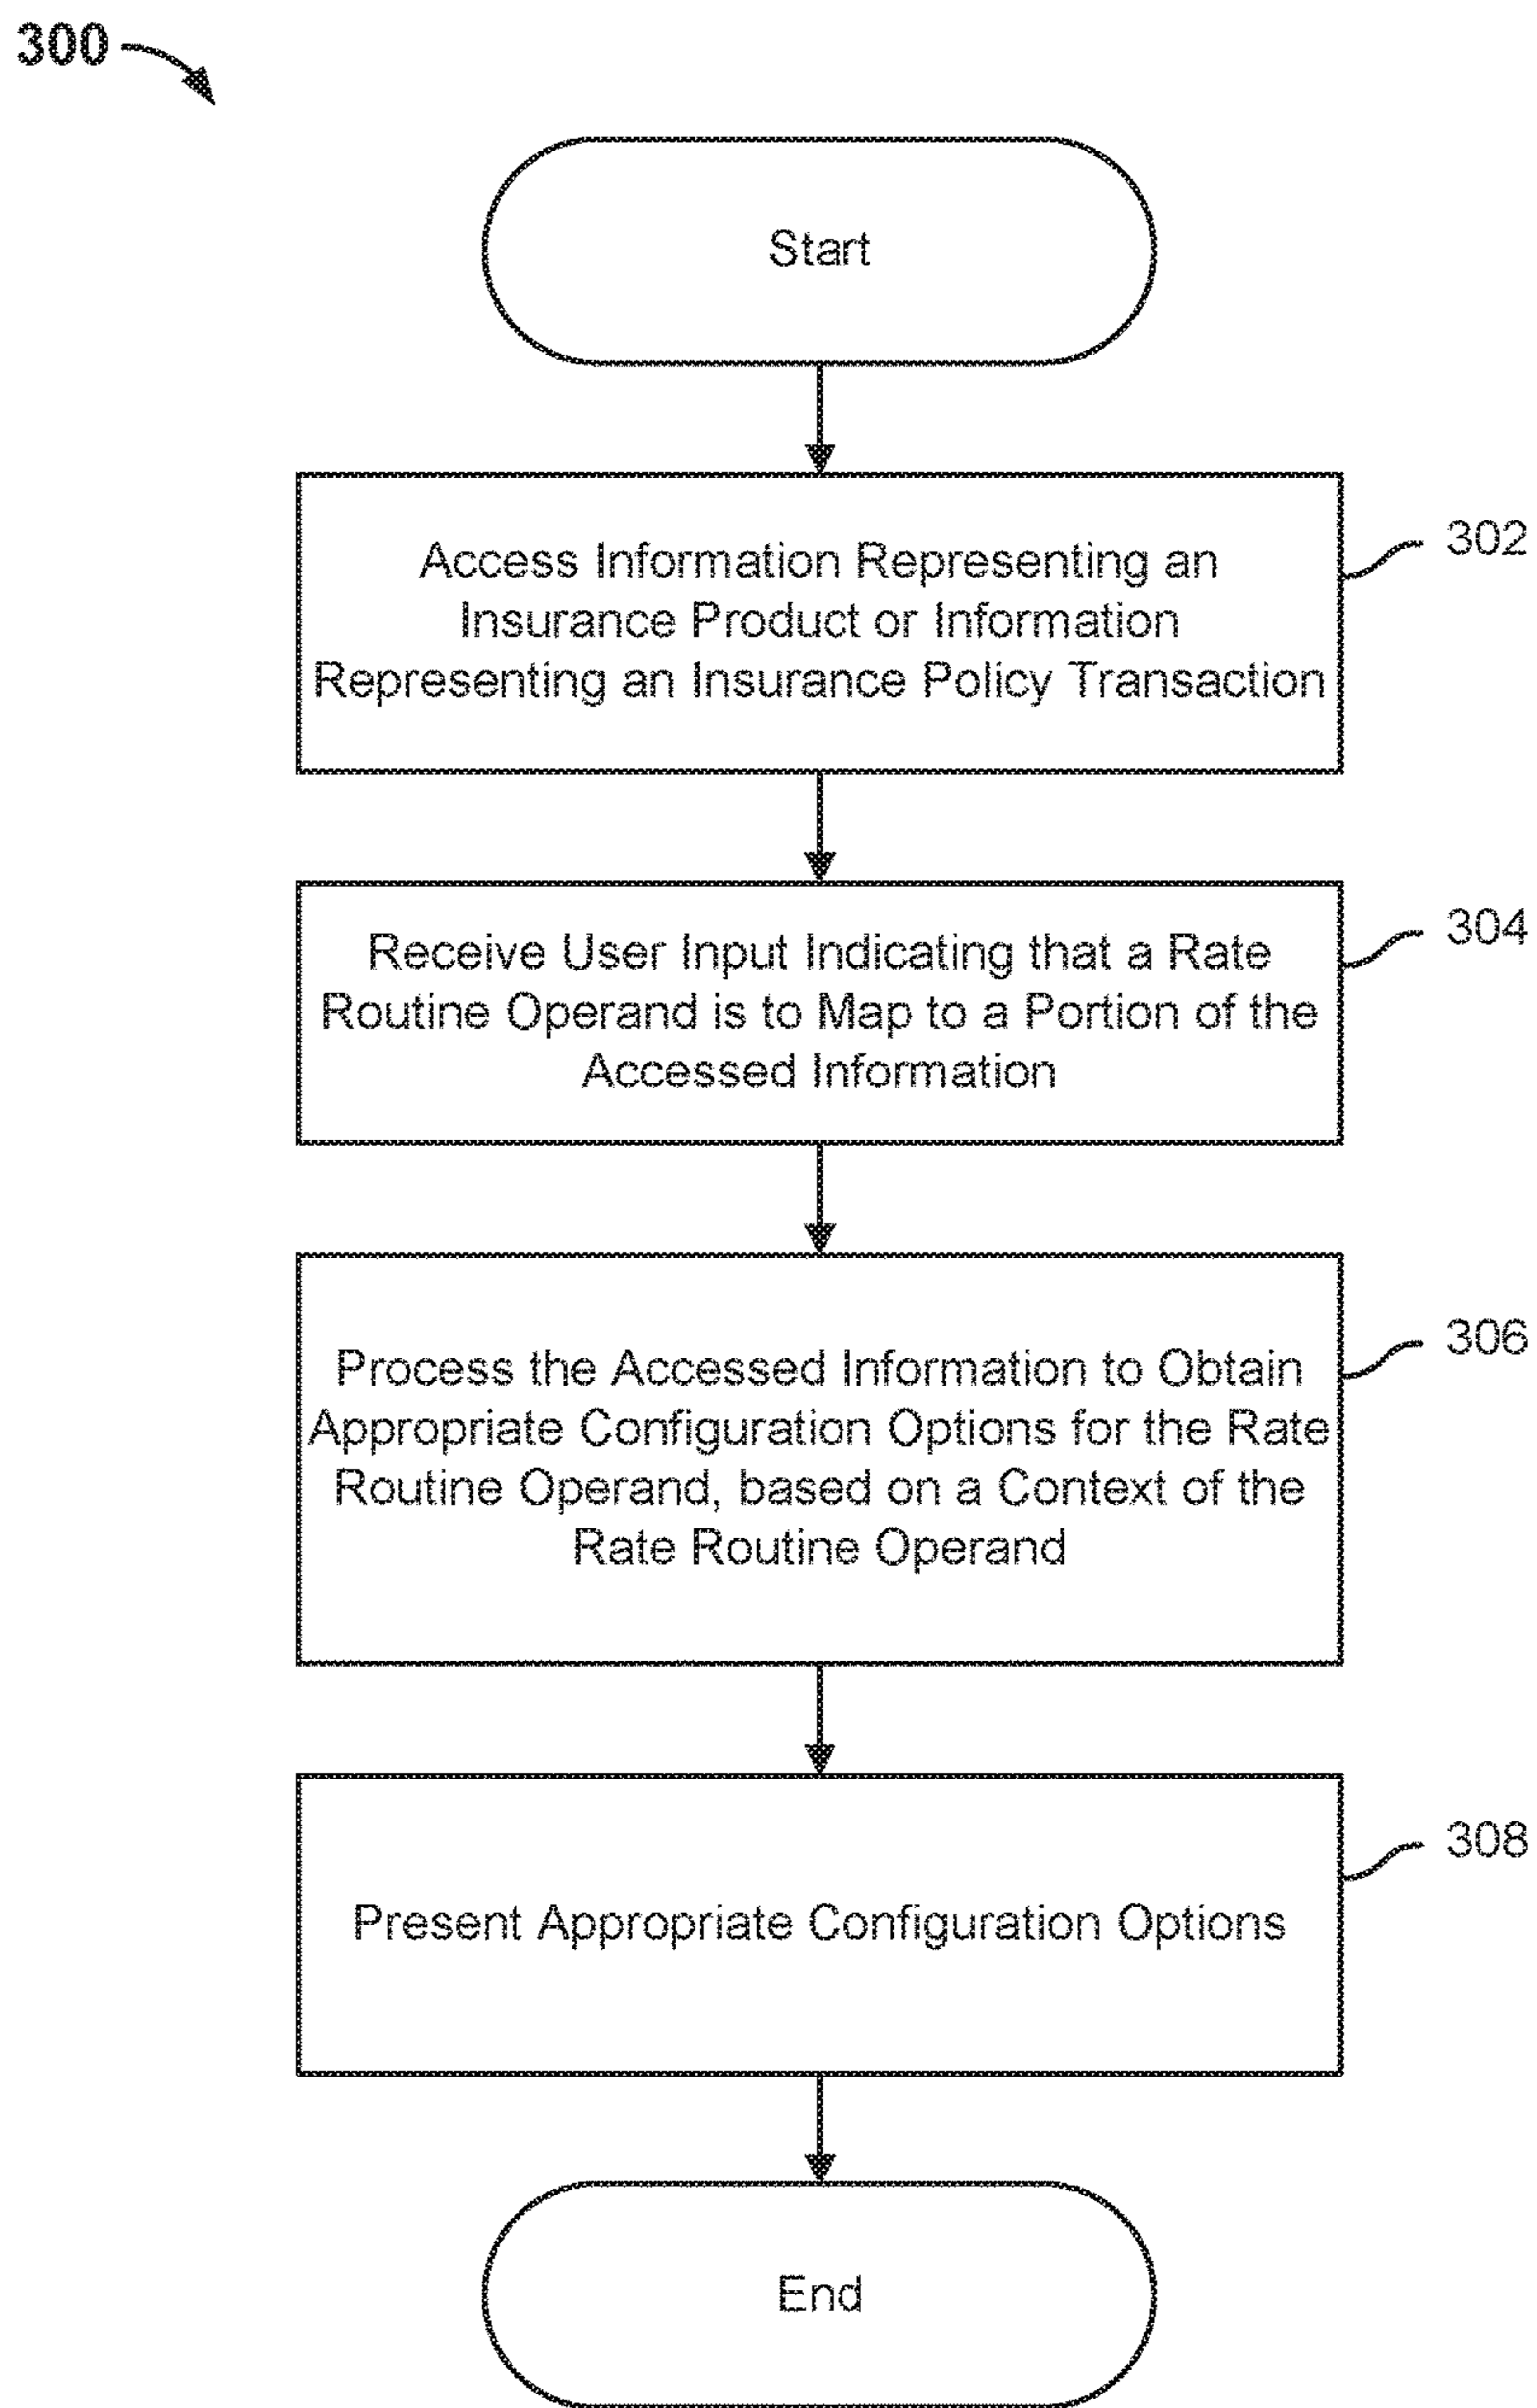 300
Start
Access Information Representing an
Insurance Product or Information
Representing an Insurance Policy Transaction
302
Receive User Input Indicating that a Rate
Routine Operand is to Map to a Portion of the
Accessed Information
304
Process the Accessed Information to Obtain
Appropriate Configuration Options for the Rate
Routine Operand, based on a Context of the
Rate Routine Operand
306
Present Appropriate Configuration Options
308
End